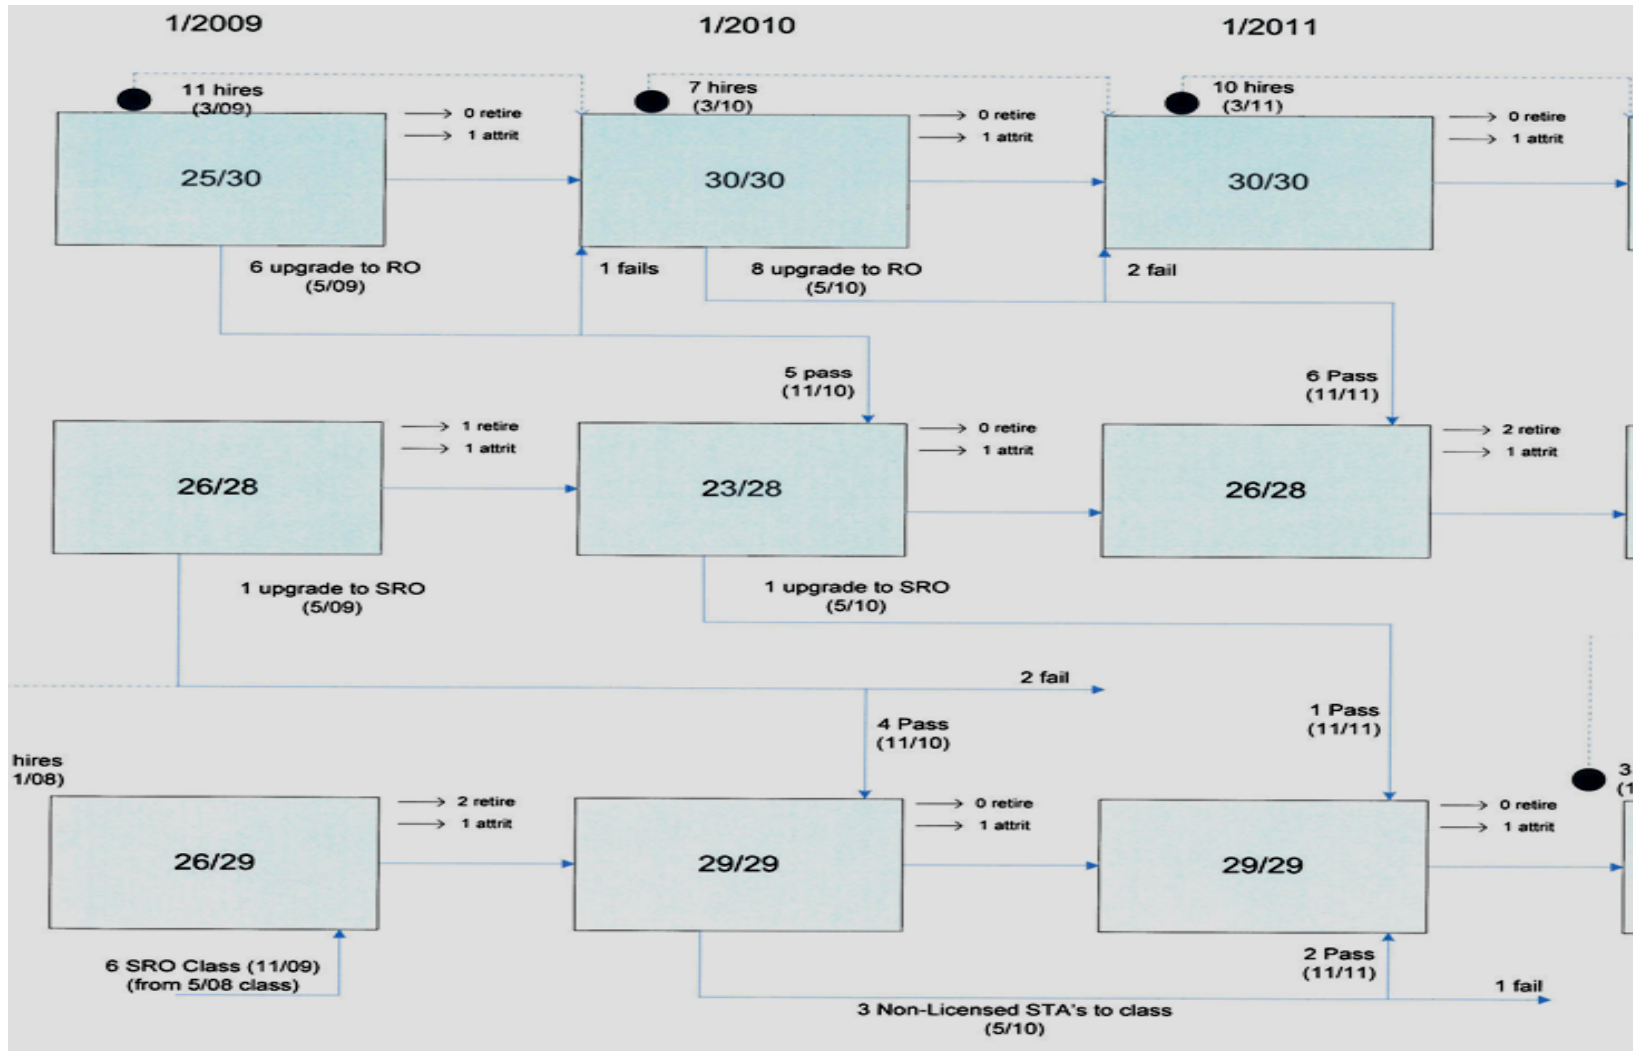 1/2009
1/2010
1/2011
11 hires
(3/09)
7 hires
(3/10)
10 hires
(3/11)
0 retire
1 attrit
0 retire
1 attrit
0 retire
1 attrit
25/30
30/30
30/30
6 upgrade to RO
(5/09)
1 fails
8 upgrade to RO
(5/10)
2 fail
5 pass
(11/10)
6 Pass
(11/11)
1 retire
1 attrit
0 retire
1 attrit
2 retire
1 attrit
26/28
23/28
26/28
1 upgrade to SRO
(5/09)
1 upgrade to SRO
(5/10)
2 fail
4 Pass
(11/10)
1 Pass
(11/11)
hires
1/08)
3
(1
2 retire
1 attrit
0 retire
1 attrit
0 retire
1 attrit
26/29
29/29
29/29
6 SRO Class (11/09)
(from 5/08 class)
2 Pass
(11/11)
1 fail
3 Non-Licensed STA's to class
(5/10)